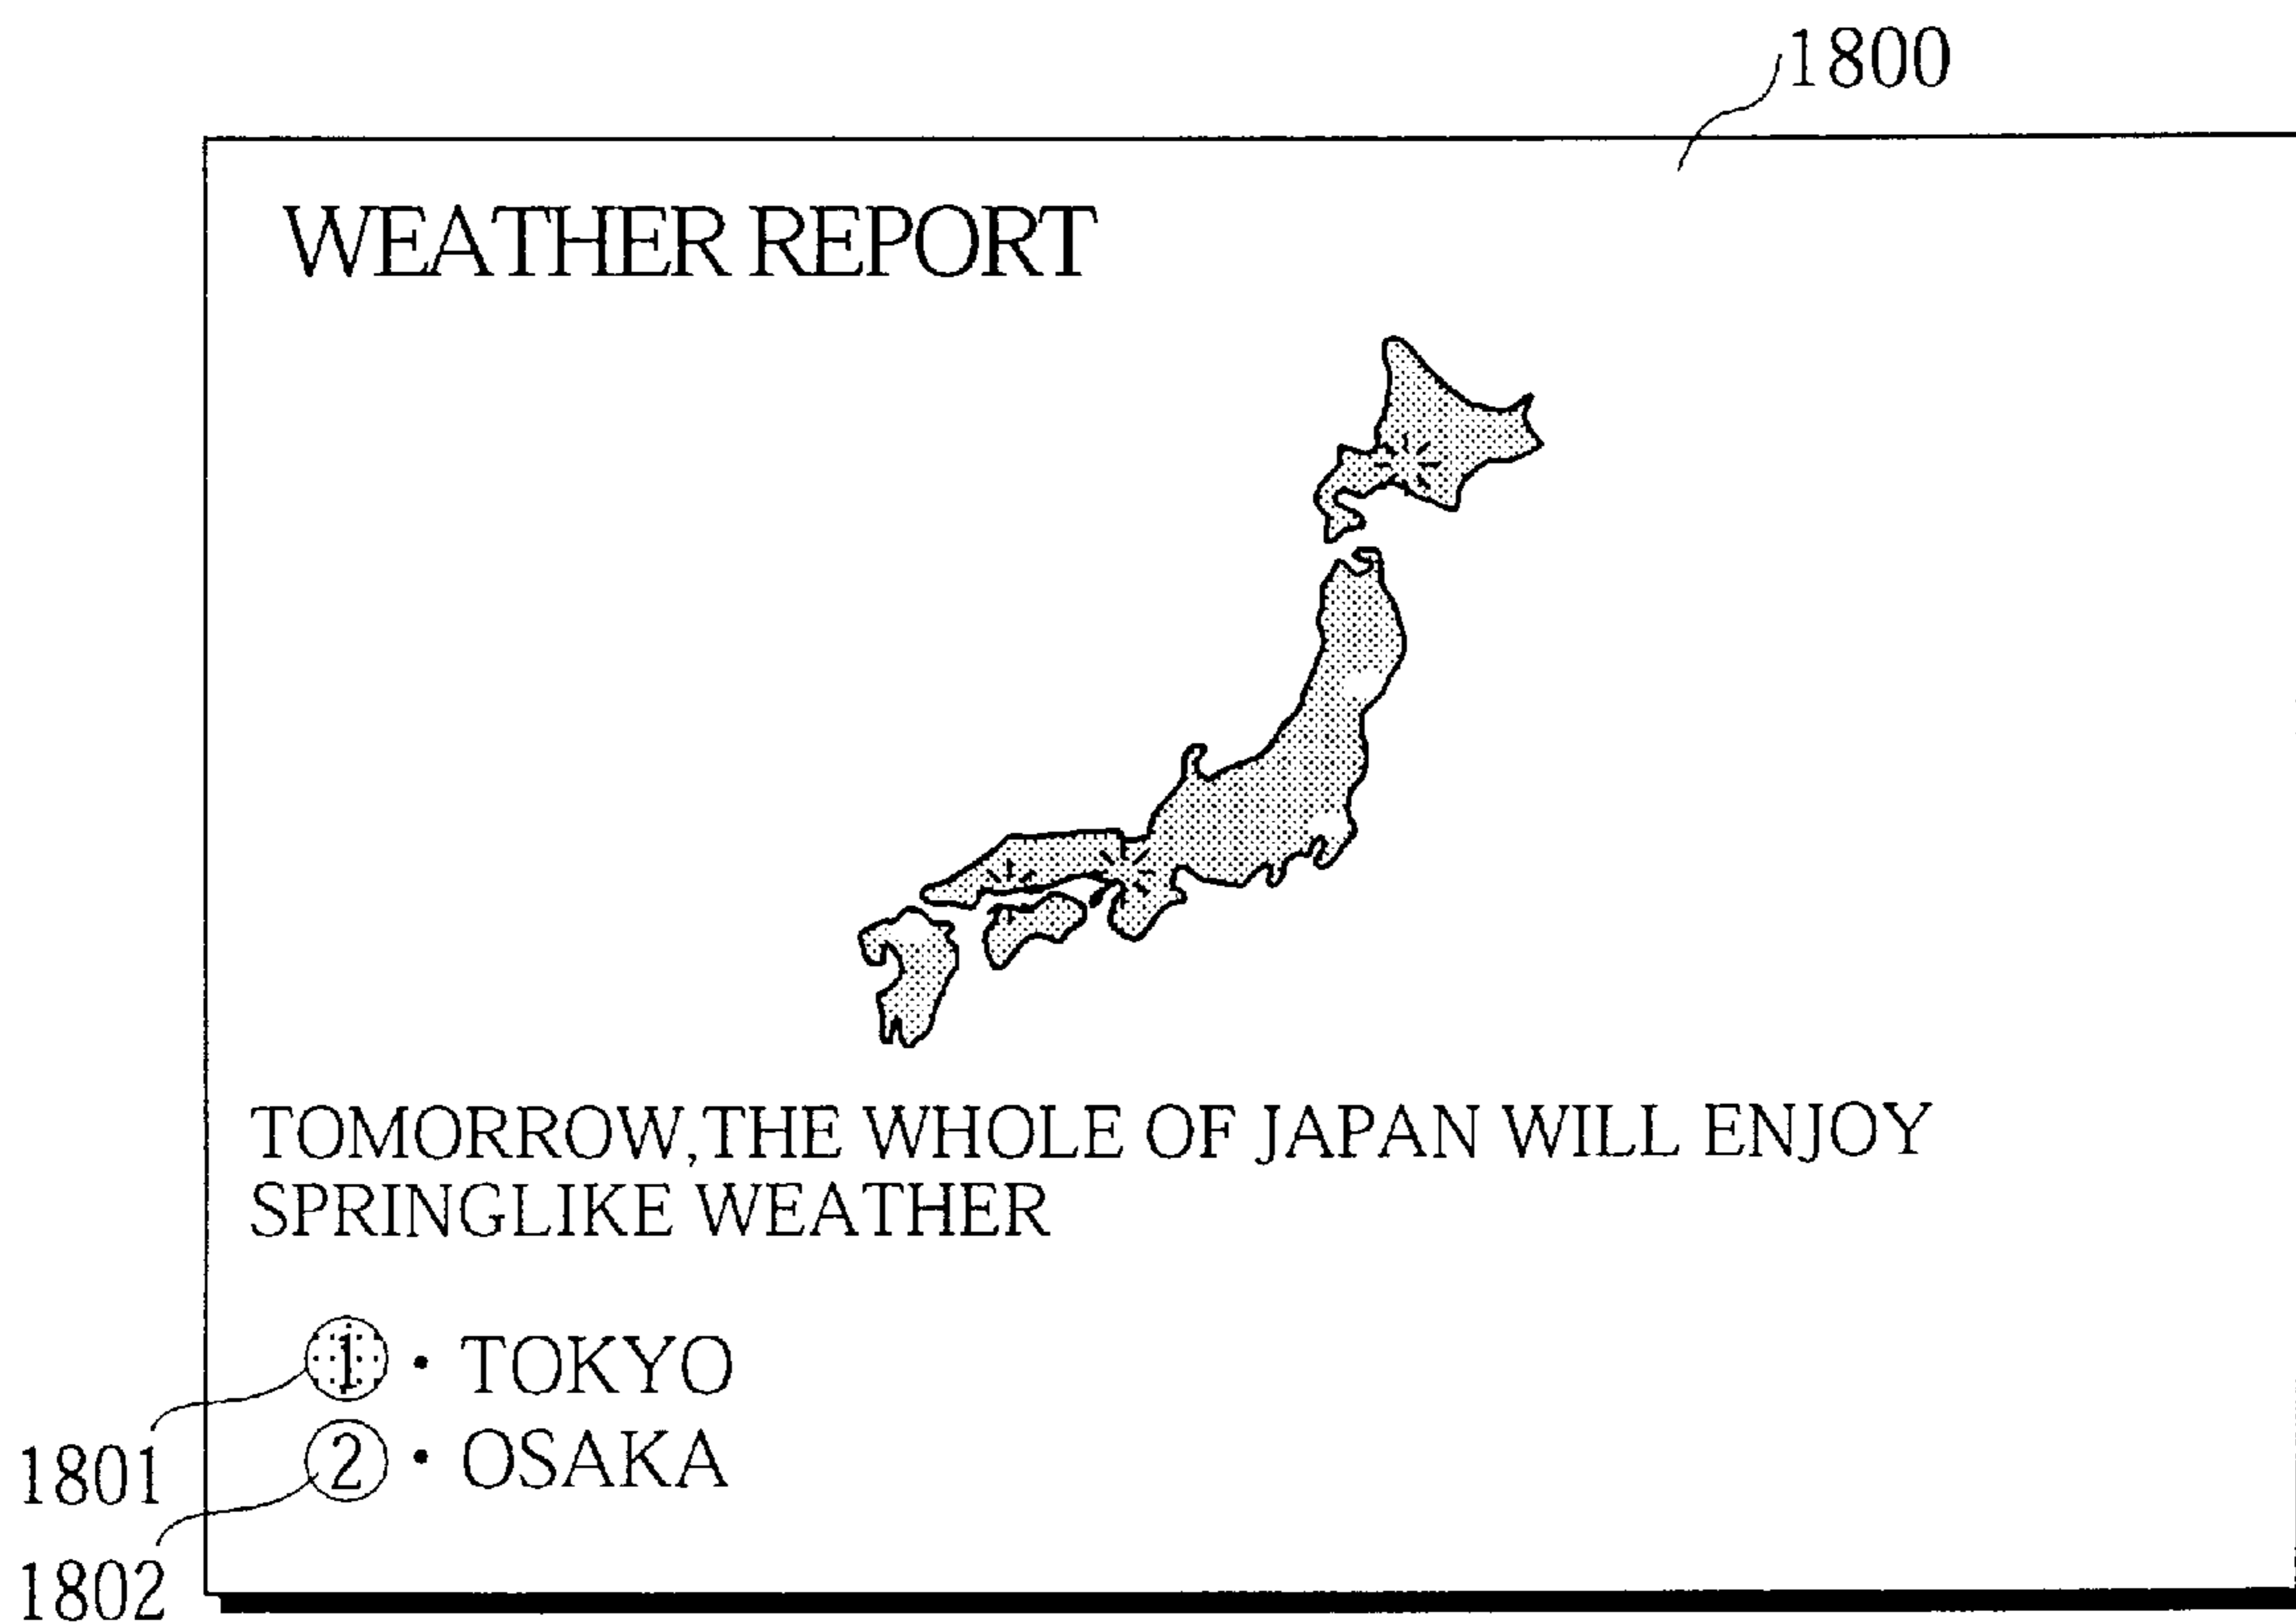 1800
WEATHER REPORT
TOMORROW, THE WHOLE OF JAPAN WILL ENJOY
SPRINGLIKE WEATHER
① · TOKYO
1801
② · OSAKA
1802